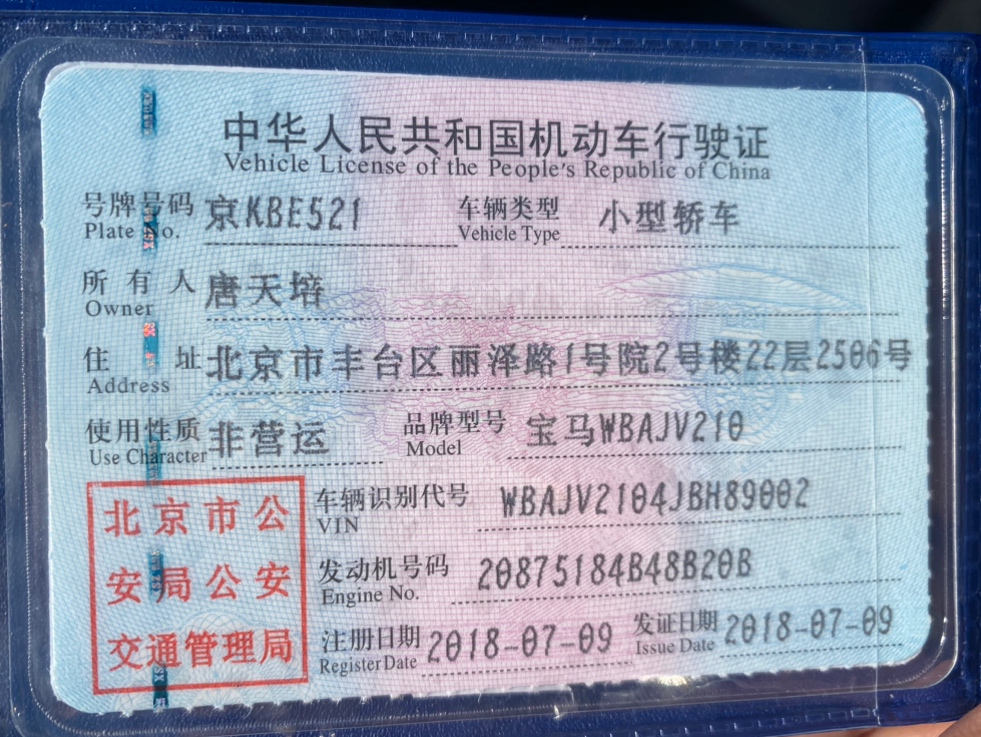 中华人民共和国机动车行驶证
Vehicle License of the People's Republic of China
号牌号码 京KBE521 车辆类型 小型轿车
Plate No. Vehicle Type
所有人 唐天培
Owner
住址 北京市丰台区丽泽路1号院2号楼22层2506号
Address
使用性质 非营运 品牌型号 宝马WBAJV210
Use Character Model
车辆识别代号 WBAJV2104JBH89002
VIN
发动机号码 20875184B48B20B
Engine No.
注册日期 2018-07-09 发证日期 2018-07-09
Register Date Issue Date
北京市公
安局公安
交通管理局